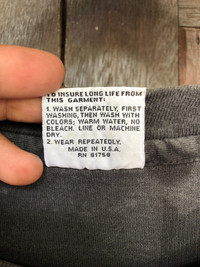 TO INSURE LONG LIFE FROM
THIS GARMENT:
1. WASH SEPARATELY, FIRST
WASHING, THEN WASH WITH
COLORS; WARM WATER, NO
BLEACH. LINE OR MACHINE
DRY.
2. WEAR REPEATEDLY.
MADE IN U.S.A.
RN 81758